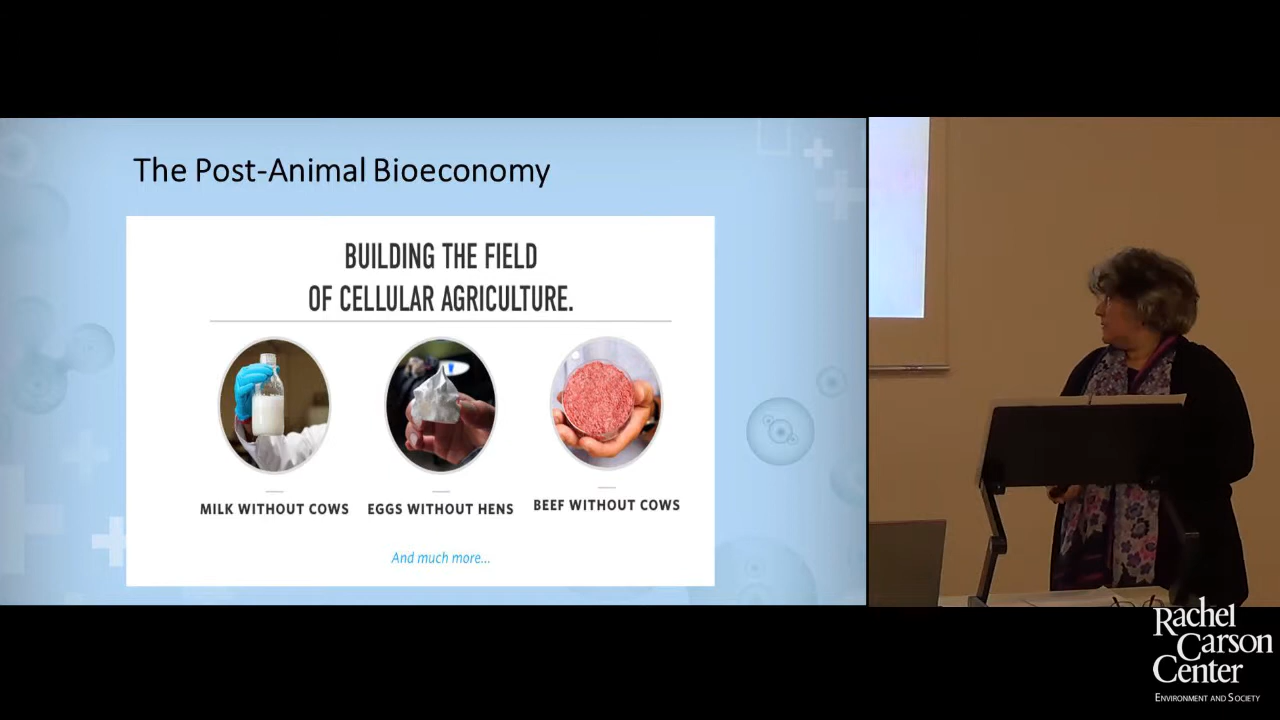 The Post-Animal Bioeconomy
BUILDING THE FIELD
OF CELLULAR AGRICULTURE.
MILK WITHOUT COWS
EGGS WITHOUT HENS
BEEF WITHOUT COWS
And much more...
Rachel
Carson
Center
ENVIRONMENT AND SOCIETY